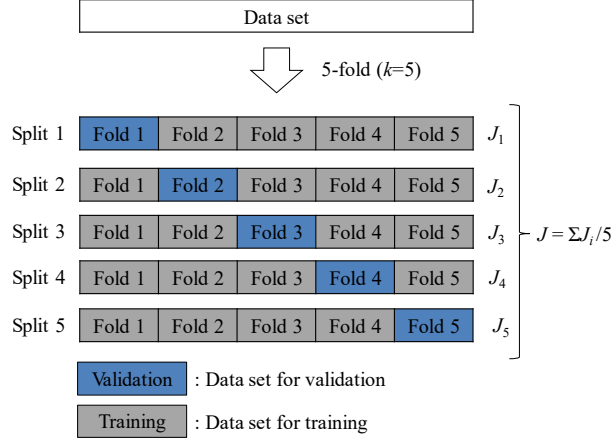 Data set
5-fold (k=5)
Split 1 Fold 1 Fold 2 Fold 3 Fold 4 Fold 5 J1
Split 2 Fold 1 Fold 2 Fold 3 Fold 4 Fold 5 J2
Split 3 Fold 1 Fold 2 Fold 3 Fold 4 Fold 5 J3
J = ΣJi/5
Split 4 Fold 1 Fold 2 Fold 3 Fold 4 Fold 5 J4
Split 5 Fold 1 Fold 2 Fold 3 Fold 4 Fold 5 J5
Validation : Data set for validation
Training : Data set for training